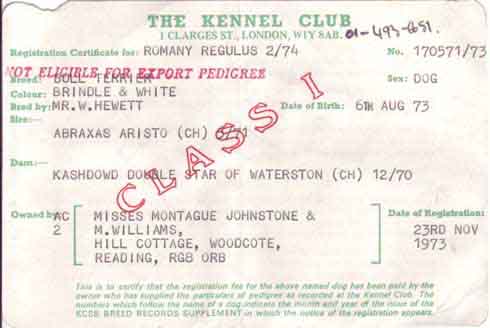 THE KENNEL CLUB
1 CLARGES ST., LONDON, W1Y 8AB. 01-493-6651.
Registration Certificate for: ROMANY REGULUS 2/74 No. 170571/73
NOT ELIGIBLE FOR EXPORT PEDIGREE
Breed: BULL TERRIER Sex: DOG
Colour: BRINDLE & WHITE
Bred by: MR.W.HEWETT Date of Birth: 6TH AUG 73
Sire:—
ABRAXAS ARISTO (CH) 3/71
CLASS I
Dam:—
KASHDOWD DOUBLE STAR OF WATERSTON (CH) 12/70
Owned by AC MISSES MONTAGUE JOHNSTONE & Date of Registration:
2 M.WILLIAMS, 23RD NOV
HILL COTTAGE, WOODCOTE, 1973
READING, RG8 0RB
This is to certify that the registration fee for the above named dog has been paid by the
owner who has supplied the particulars of pedigree as recorded at the Kennel Club. The
numbers which follow the name of a dog indicate the month and year of the issue of the
KCSB BREED RECORDS SUPPLEMENT in which the notice of the registration appears.